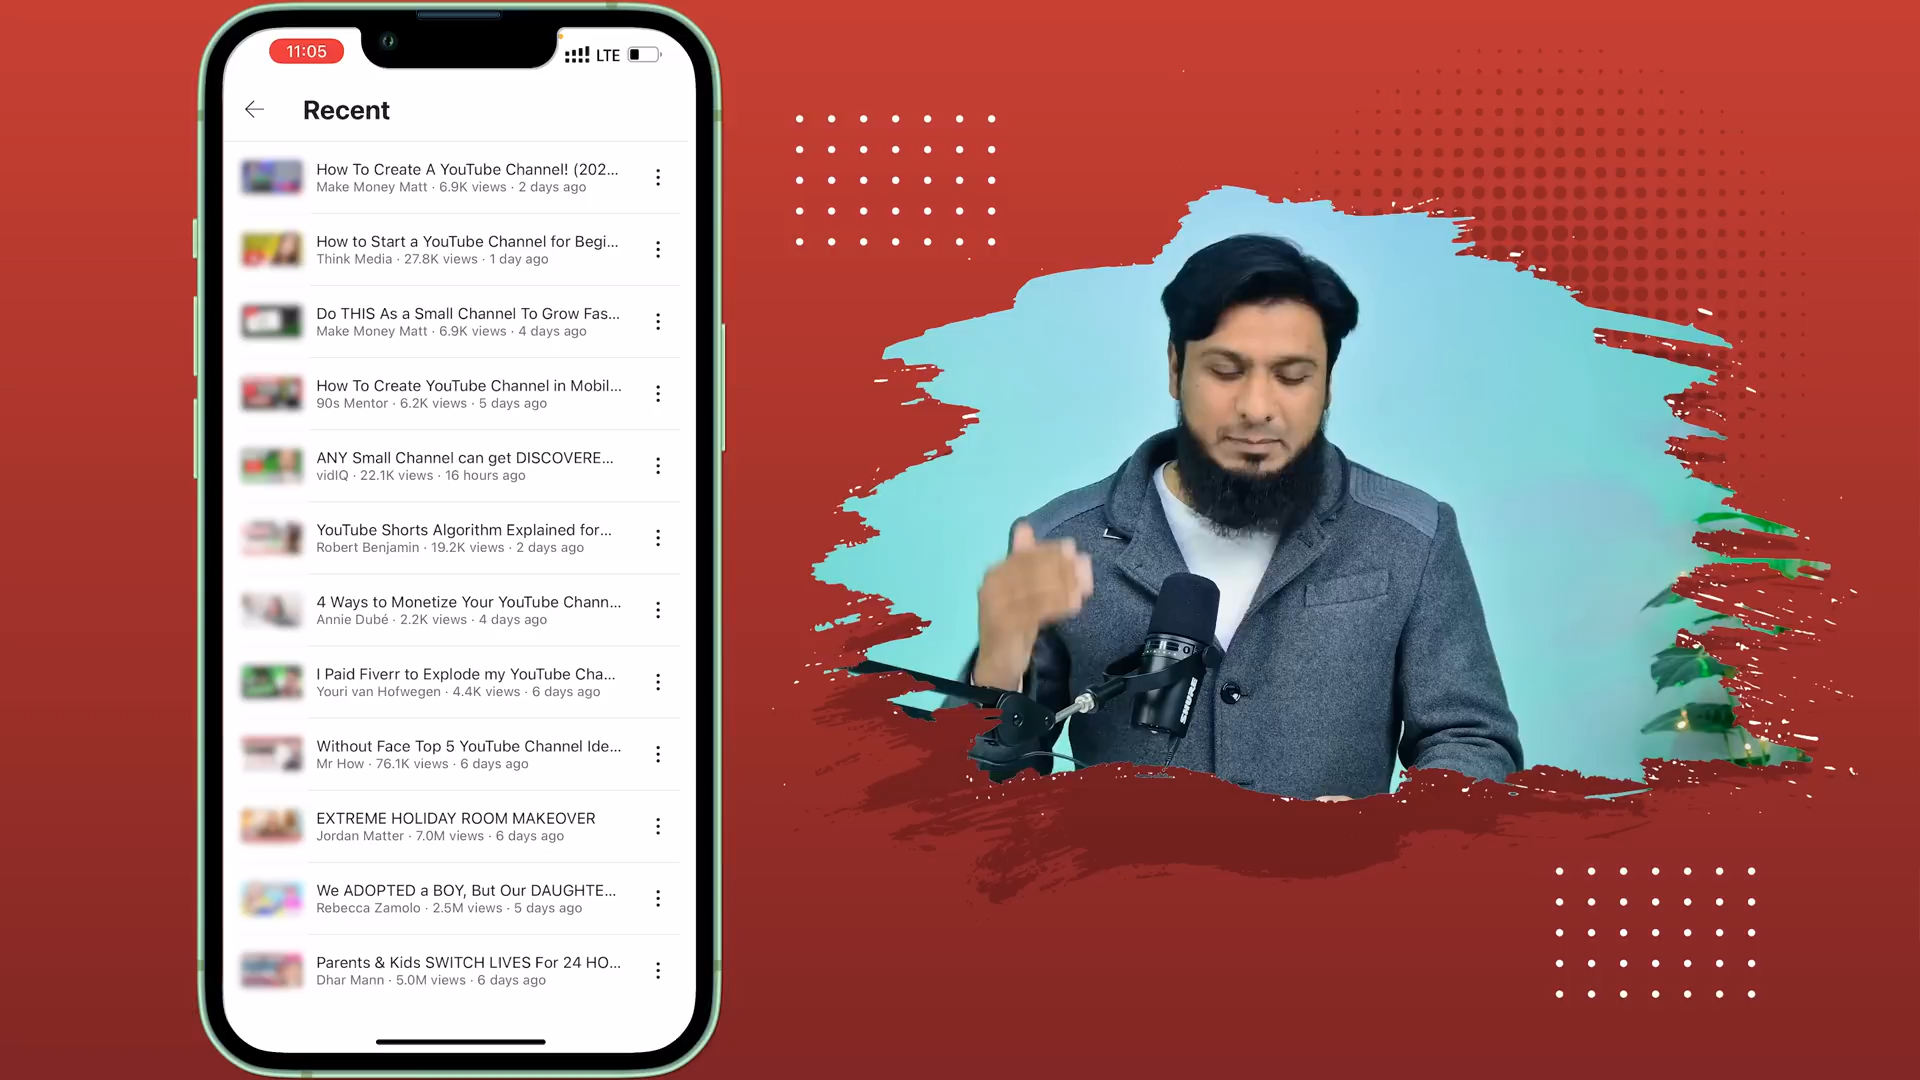 11:05
LTE
Recent
How To Create A YouTube Channel! (202...
Make Money Matt · 6.9K views · 2 days ago
How to Start a YouTube Channel for Begi...
Think Media · 27.8K views · 1 day ago
Do THIS As a Small Channel To Grow Fas...
Make Money Matt · 6.9K views · 4 days ago
How To Create YouTube Channel in Mobil...
90s Mentor · 6.2K views · 5 days ago
ANY Small Channel can get DISCOVERE...
vidIQ · 22.1K views · 16 hours ago
YouTube Shorts Algorithm Explained for...
Robert Benjamin · 19.2K views · 2 days ago
4 Ways to Monetize Your YouTube Chann...
Annie Dubé · 2.2K views · 4 days ago
I Paid Fiverr to Explode my YouTube Cha...
Youri van Hofwegen · 4.4K views · 6 days ago
Without Face Top 5 YouTube Channel Ide...
Mr How · 76.1K views · 6 days ago
EXTREME HOLIDAY ROOM MAKEOVER
Jordan Matter · 7.0M views · 6 days ago
We ADOPTED a BOY, But Our DAUGHTE...
Rebecca Zamolo · 2.5M views · 5 days ago
Parents & Kids SWITCH LIVES For 24 HO...
Dhar Mann · 5.0M views · 6 days ago
SHURE